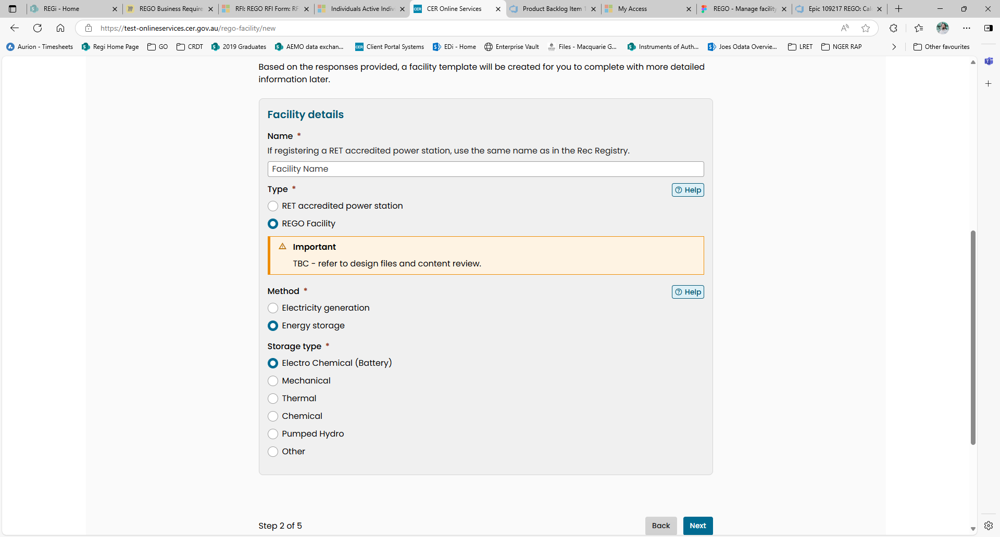 REGi - Home
REGO Business Require
RFI: REGO RFI Form: RF
Individuals Active Indiv
CER Online Services
Product Backlog Item 1
My Access
REGO - Manage facility
Epic 109217 REGO: Cal
https://test-onlineservices.cer.gov.au/rego-facility/new
Aurion - Timesheets
Regi Home Page
GO
CRDT
2019 Graduates
AEMO data exchan...
CER
Client Portal Systems
EDi - Home
Enterprise Vault
Files - Macquarie G...
Instruments of Auth...
Joes Odata Overvie...
LRET
NGER RAP
Other favourites
Based on the responses provided, a facility template will be created for you to complete with more detailed
information later.
Facility details
Name *
If registering a RET accredited power station, use the same name as in the Rec Registry.
Facility Name
Type *
Help
RET accredited power station
REGO Facility
Important
TBC - refer to design files and content review.
Method *
Help
Electricity generation
Energy storage
Storage type *
Electro Chemical (Battery)
Mechanical
Thermal
Chemical
Pumped Hydro
Other
Step 2 of 5
Back
Next